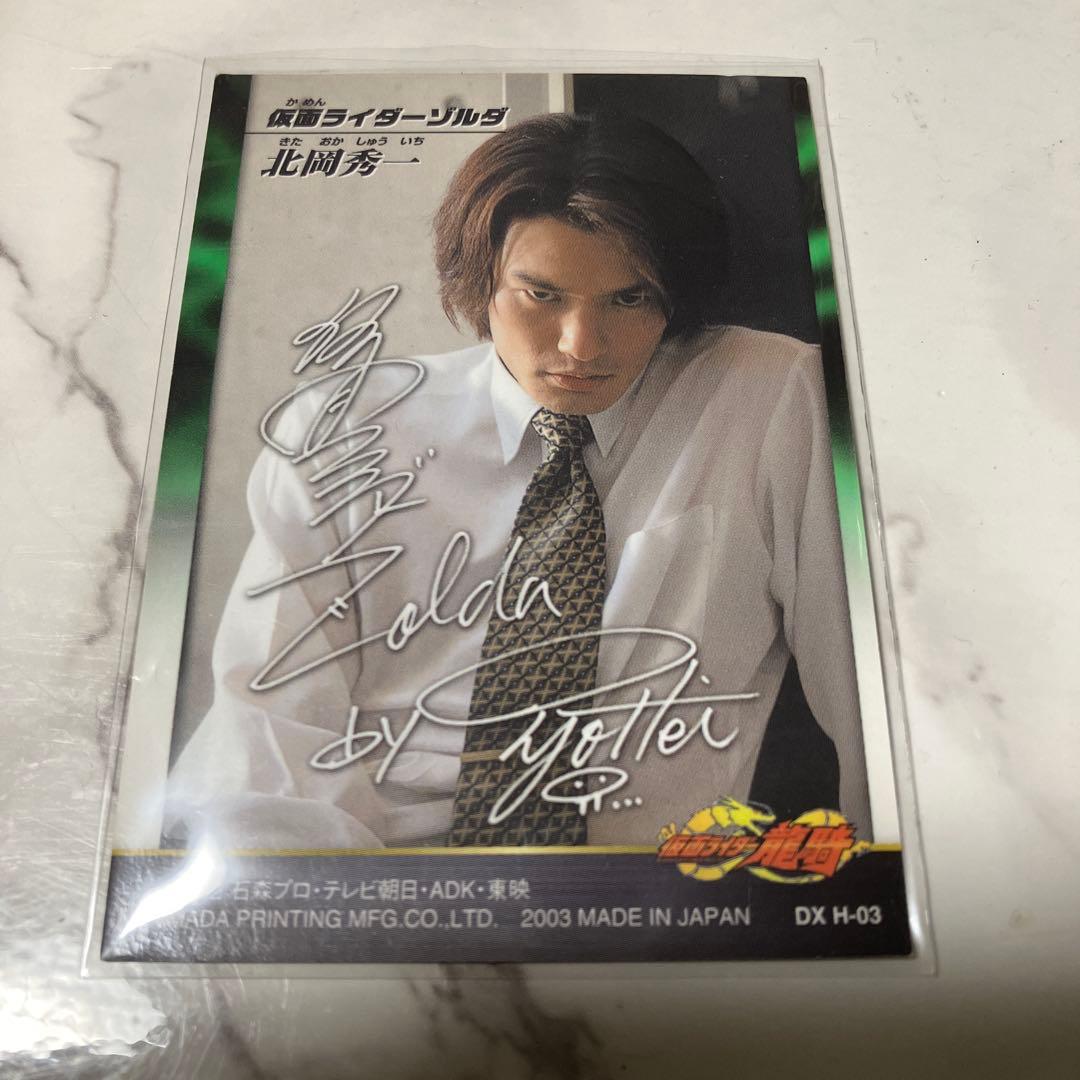 かめん
仮面ライダーゾルダ
きた おか しゅう いち
北岡秀一
Zolda
by Ryohei
仮面ライダー龍騎
石森プロ・テレビ朝日・ADK・東映
ADA PRINTING MFG.CO.,LTD. 2003 MADE IN JAPAN DX H-03